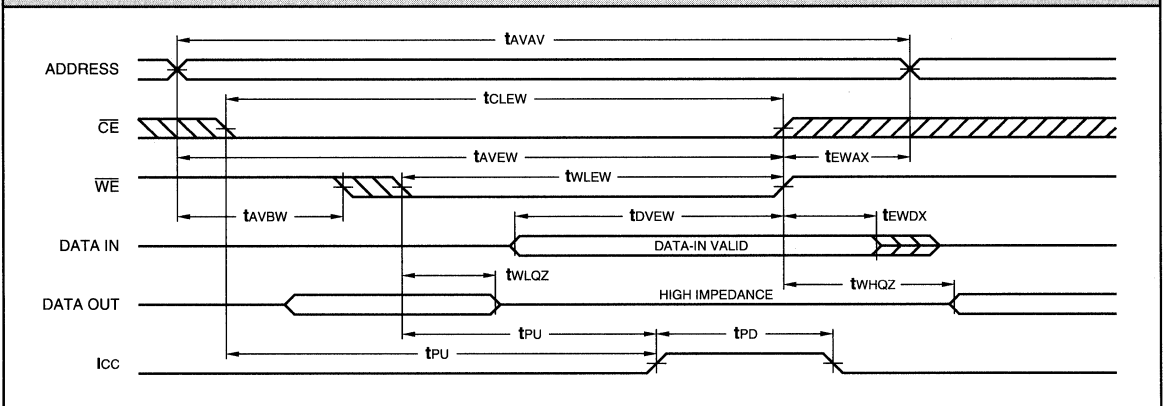 tAVAV
ADDRESS
tCLEW
CE
tAVEW
tEWAX
WE
tWLEW
tAVBW
tDVEW
tEWDX
DATA IN
DATA-IN VALID
tWLQZ
tWHQZ
DATA OUT
HIGH IMPEDANCE
tPU
tPD
tPU
ICC